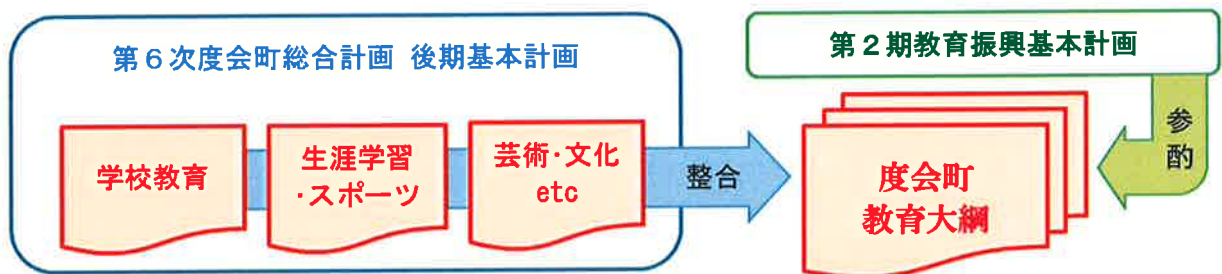 第６次度会町総合計画 後期基本計画
第２期教育振興基本計画
学校教育
生涯学習
・スポーツ
芸術・文化
etc
整合
度会町
教育大綱
参酌